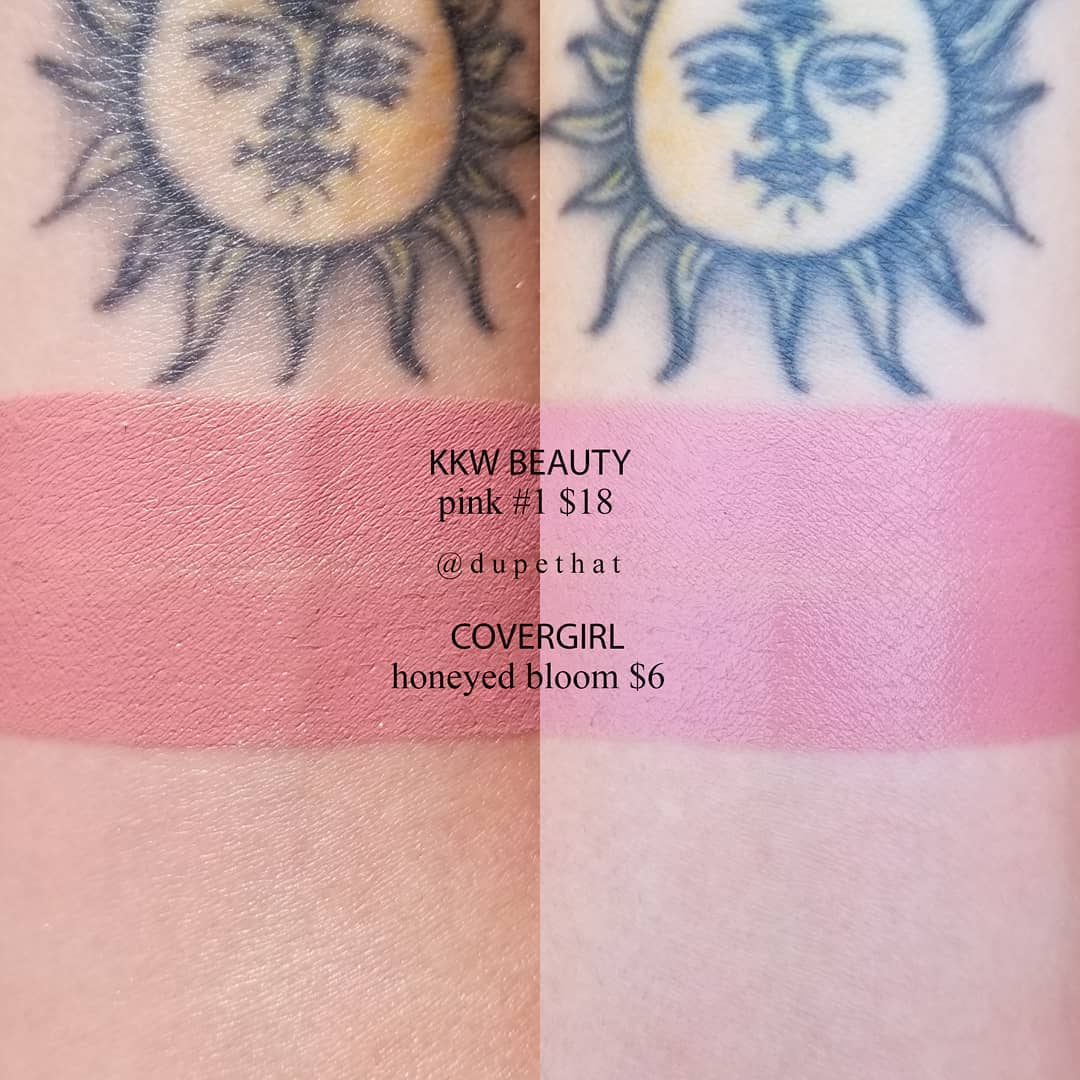 KKW BEAUTY
pink #1 $18
@dupethat
COVERGIRL
honeyed bloom $6